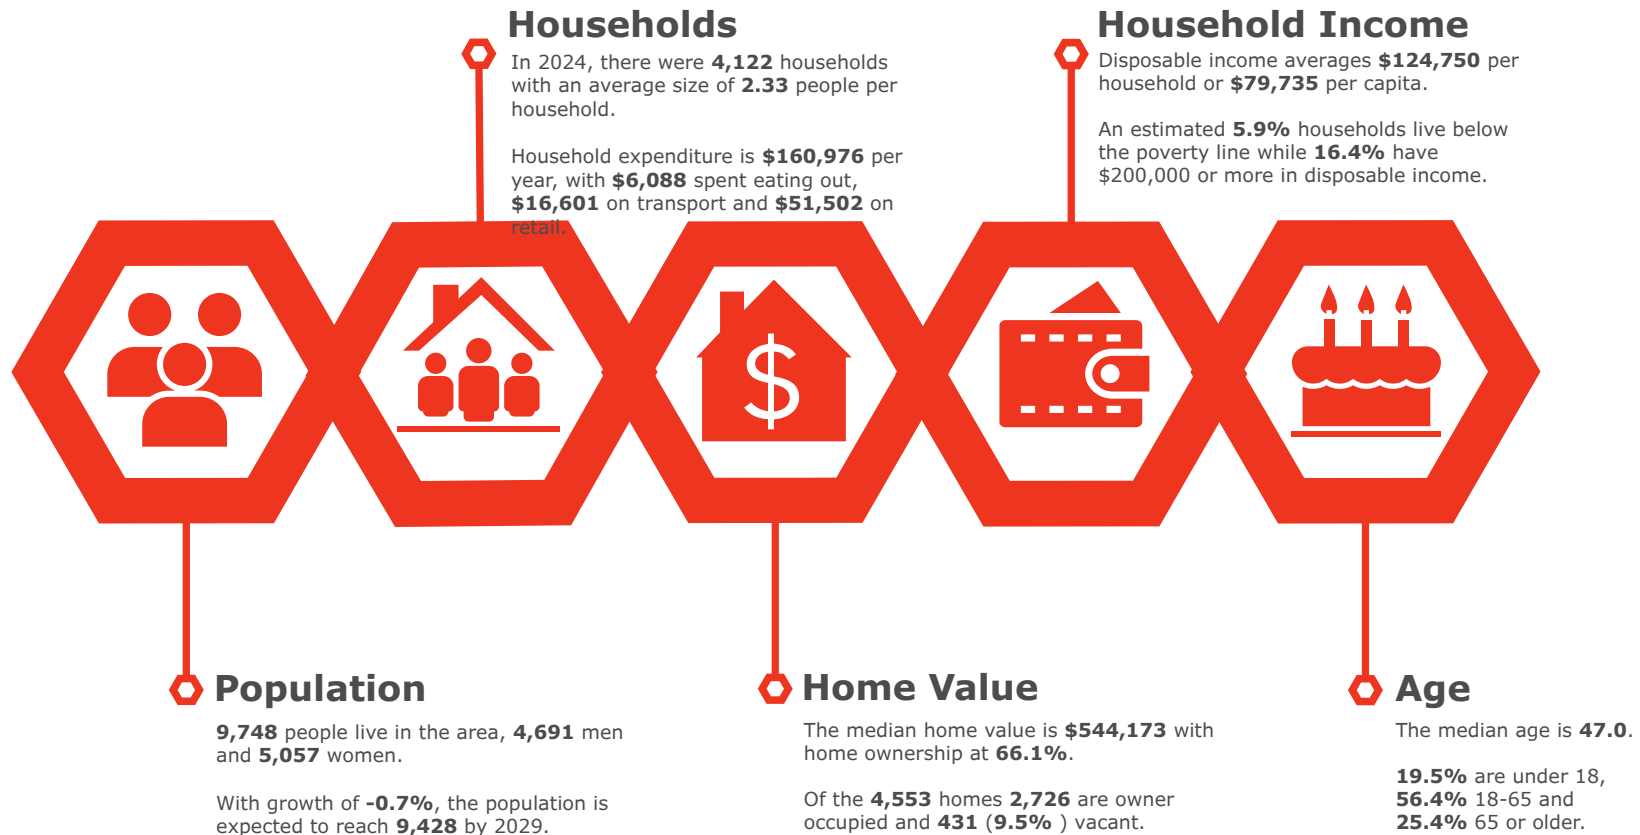 Households
In 2024, there were 4,122 households
with an average size of 2.33 people per
household.
Household expenditure is $160,976 per
year, with $6,088 spent eating out,
$16,601 on transport and $51,502 on
retail.
Household Income
Disposable income averages $124,750 per
household or $79,735 per capita.
An estimated 5.9% households live below
the poverty line while 16.4% have
$200,000 or more in disposable income.
$
Population
9,748 people live in the area, 4,691 men
and 5,057 women.
With growth of -0.7%, the population is
expected to reach 9,428 by 2029.
Home Value
The median home value is $544,173 with
home ownership at 66.1%.
Of the 4,553 homes 2,726 are owner
occupied and 431 (9.5% ) vacant.
Age
The median age is 47.0.
19.5% are under 18,
56.4% 18-65 and
25.4% 65 or older.